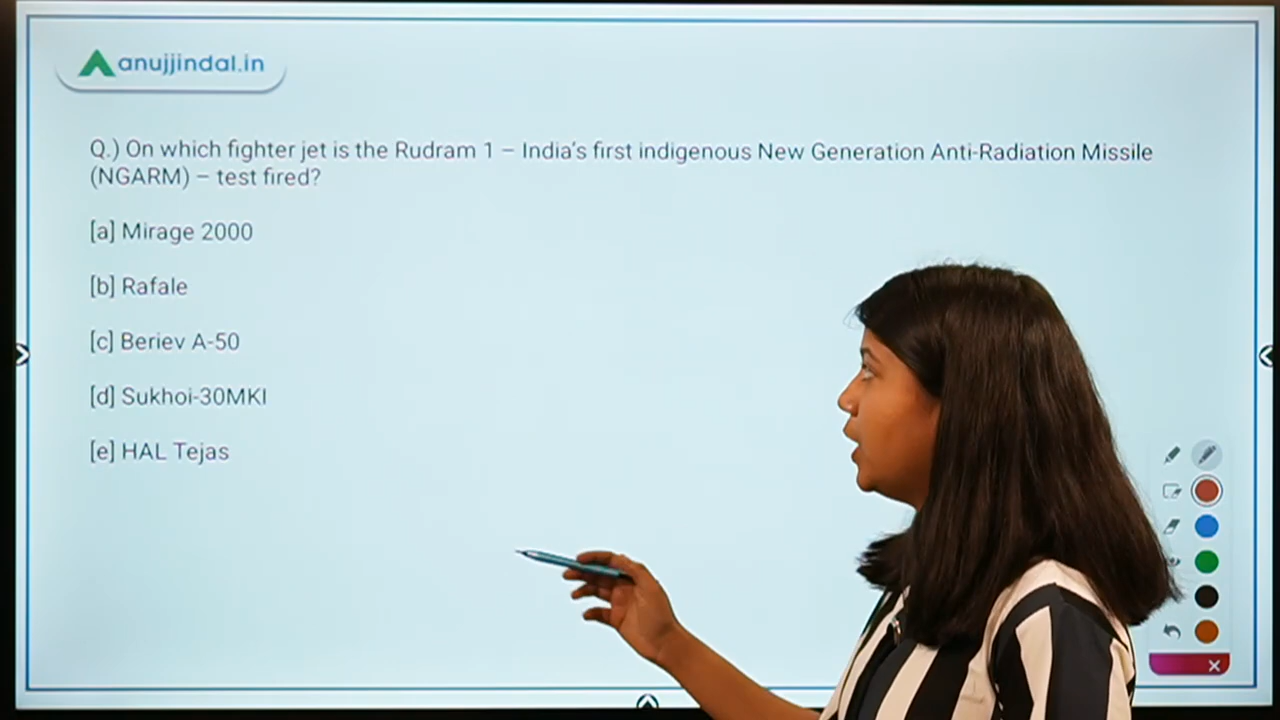 anujjindal.in
Q.) On which fighter jet is the Rudram 1 – India's first indigenous New Generation Anti-Radiation Missile
(NGARM) – test fired?
[a] Mirage 2000
[b] Rafale
[c] Beriev A-50
[d] Sukhoi-30MKI
[e] HAL Tejas